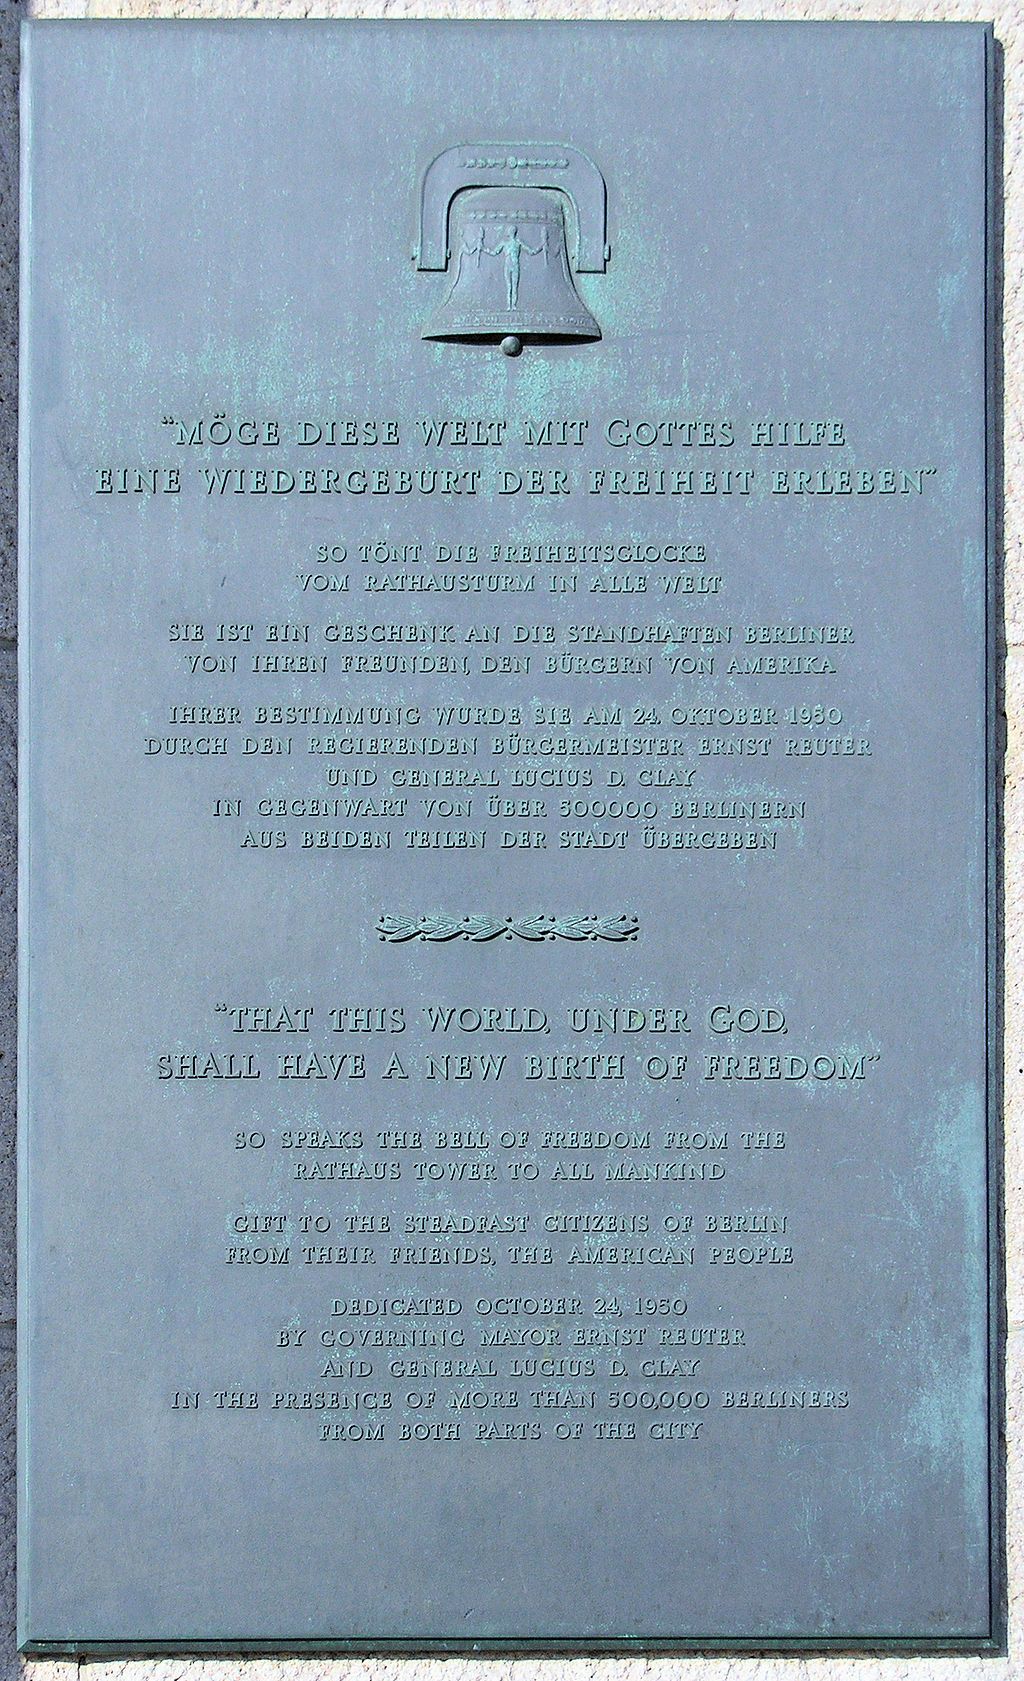 “MÖGE DIESE WELT MIT GOTTES HILFE
EINE WIEDERGEBURT DER FREIHEIT ERLEBEN”
SO TÖNT DIE FREIHEITSGLOCKE
VOM RATHAUSTURM IN ALLE WELT
SIE IST EIN GESCHENK AN DIE STANDHAFTEN BERLINER
VON IHREN FREUNDEN, DEN BÜRGERN VON AMERIKA
IHRER BESTIMMUNG WURDE SIE AM 24. OKTOBER 1950
DURCH DEN REGIERENDEN BÜRGERMEISTER ERNST REUTER
UND GENERAL LUCIUS D. CLAY
IN GEGENWART VON ÜBER 500000 BERLINERN
AUS BEIDEN TEILEN DER STADT ÜBERGEBEN
“THAT THIS WORLD, UNDER GOD,
SHALL HAVE A NEW BIRTH OF FREEDOM”
SO SPEAKS THE BELL OF FREEDOM FROM THE
RATHAUS TOWER TO ALL MANKIND
GIFT TO THE STEADFAST CITIZENS OF BERLIN
FROM THEIR FRIENDS, THE AMERICAN PEOPLE
DEDICATED OCTOBER 24, 1950
BY GOVERNING MAYOR ERNST REUTER
AND GENERAL LUCIUS D. CLAY
IN THE PRESENCE OF MORE THAN 500,000 BERLINERS
FROM BOTH PARTS OF THE CITY